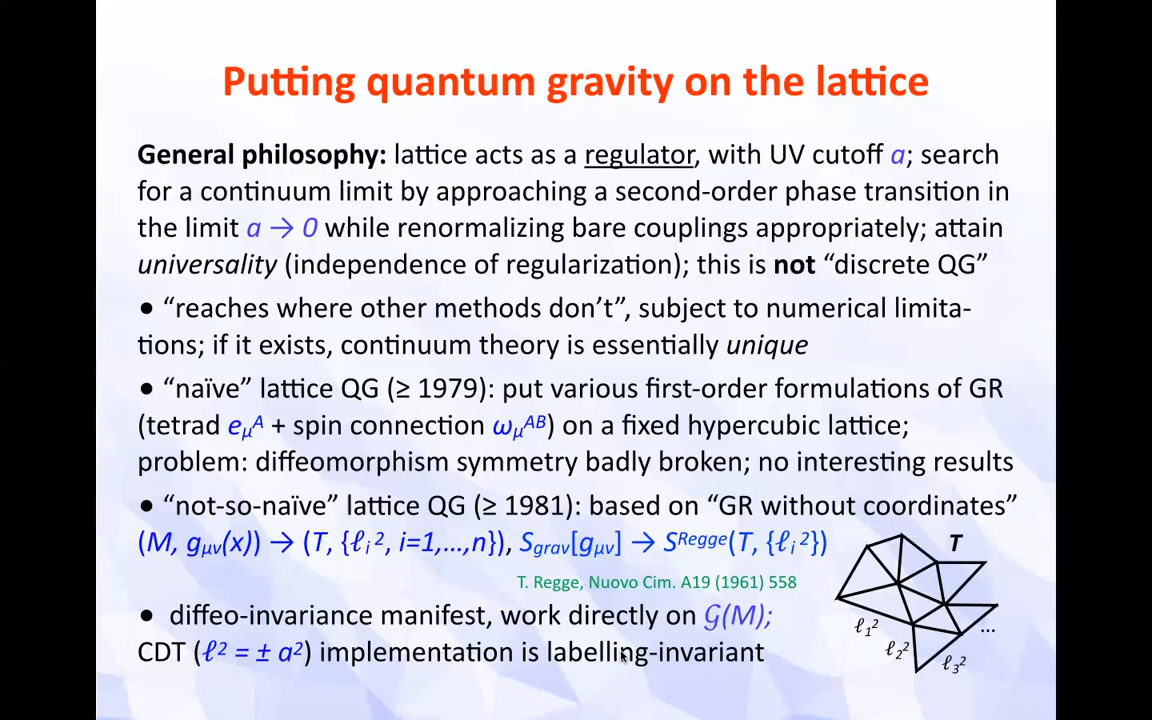 Putting quantum gravity on the lattice
General philosophy: lattice acts as a regulator, with UV cutoff a; search
for a continuum limit by approaching a second-order phase transition in
the limit a → 0 while renormalizing bare couplings appropriately; attain
universality (independence of regularization); this is not “discrete QG”
● “reaches where other methods don’t”, subject to numerical limita-
tions; if it exists, continuum theory is essentially unique
● “naïve” lattice QG (≥ 1979): put various first-order formulations of GR
(tetrad eμᴬ + spin connection ωμᴬᴮ) on a fixed hypercubic lattice;
problem: diffeomorphism symmetry badly broken; no interesting results
● “not-so-naïve” lattice QG (≥ 1981): based on “GR without coordinates”
(M, gμν(x)) → (T, {ℓi², i=1,...,n}), Sgrav[gμν] → Sᴿᵉᵍᵍᵉ(T, {ℓi²})
T
T. Regge, Nuovo Cim. A19 (1961) 558
● diffeo-invariance manifest, work directly on G(M);
CDT (ℓ² = ± a²) implementation is labelling-invariant
ℓ₁²
ℓ₂²
ℓ₃²
...